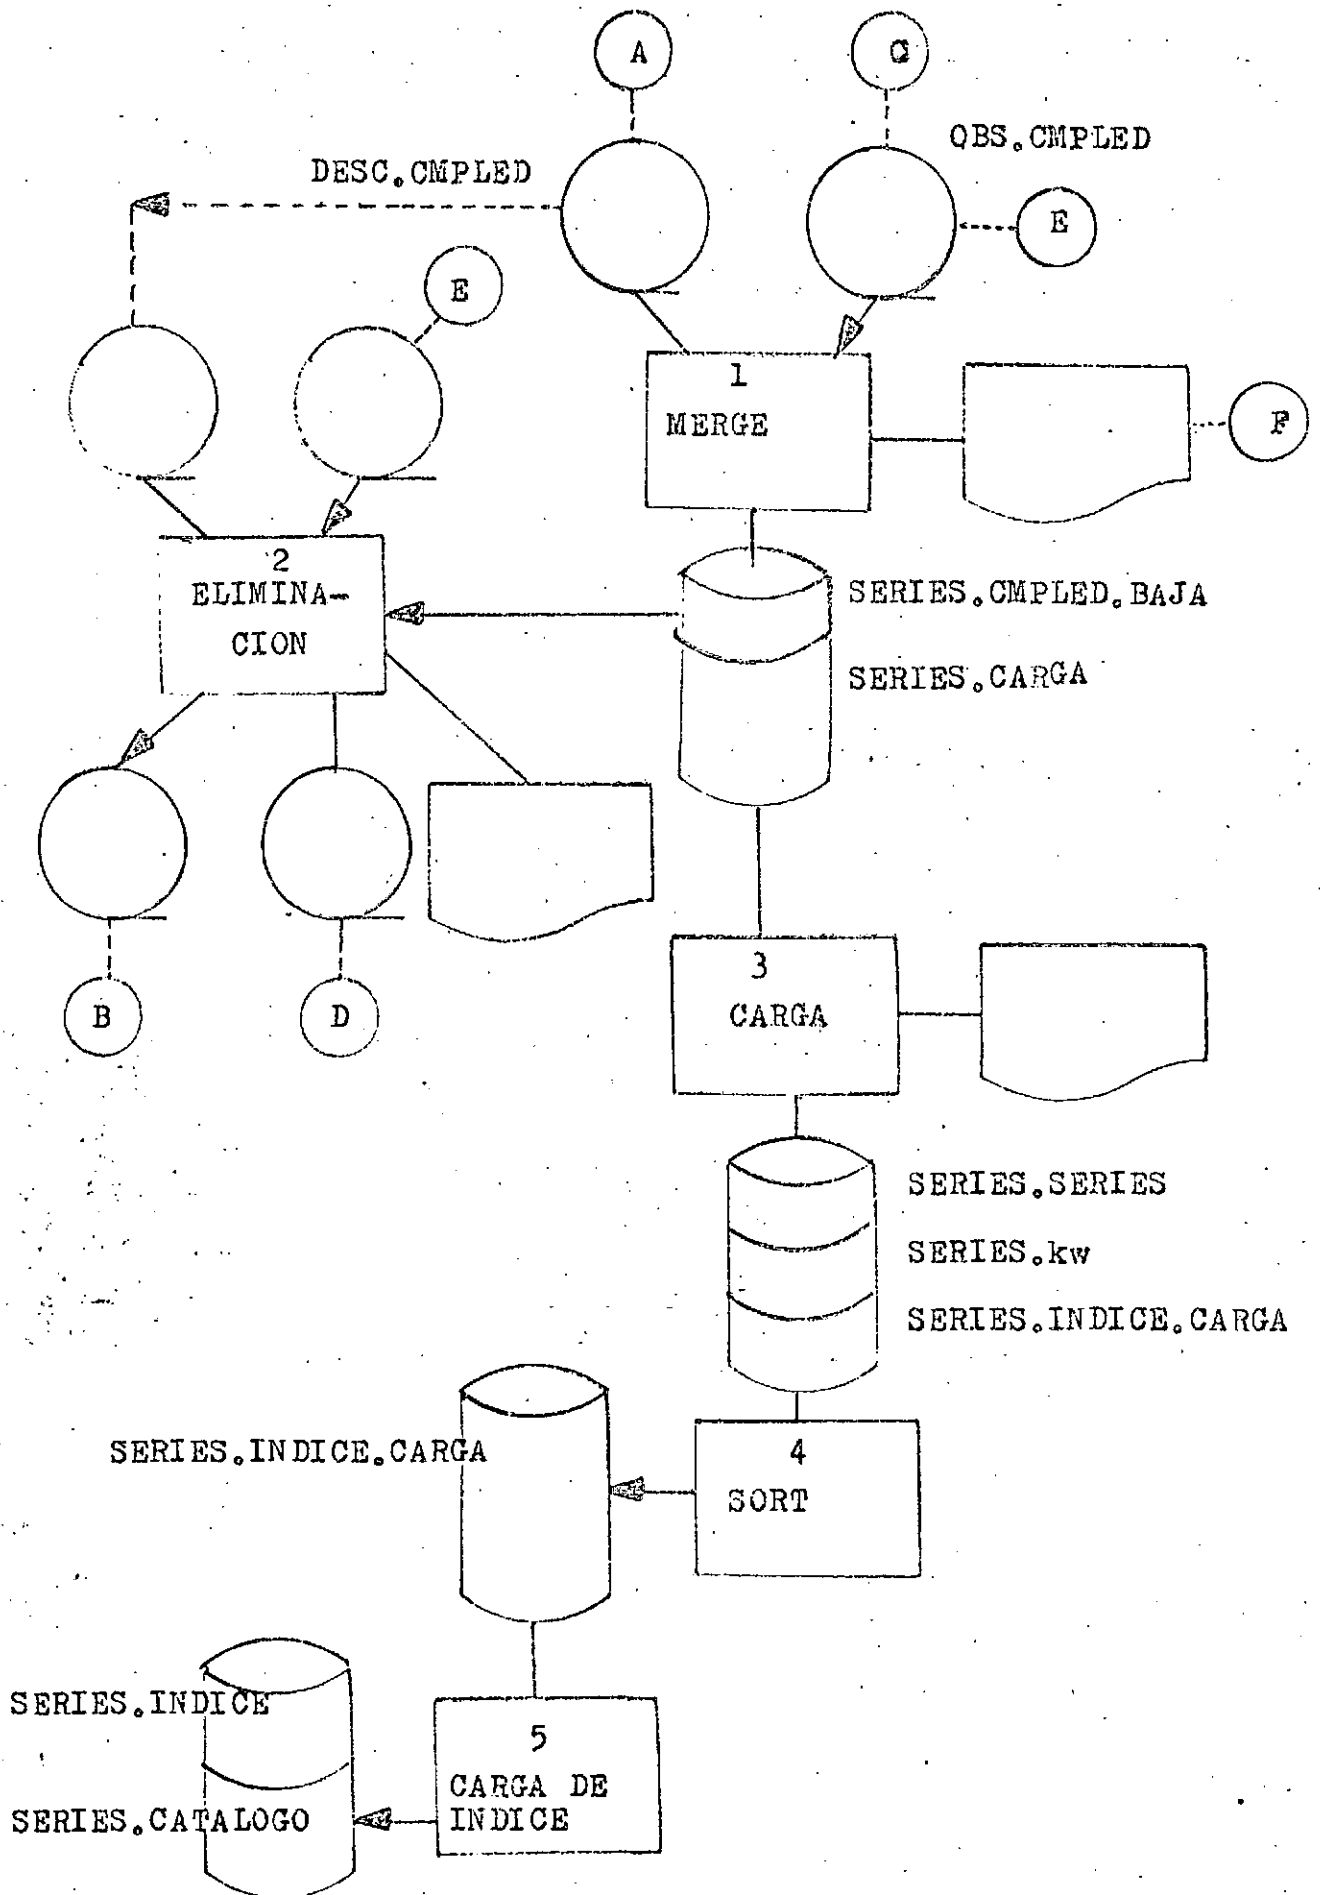 A
C
OBS.CMPLED
DESC.CMPLED
E
E
1
MERGE
F
2
ELIMINA-
CION
SERIES.CMPLED.BAJA
SERIES.CARGA
3
CARGA
B
D
SERIES.SERIES
SERIES.kw
SERIES.INDICE.CARGA
SERIES.INDICE.CARGA
4
SORT
SERIES.INDICE
5
CARGA DE
INDICE
SERIES.CATALOGO